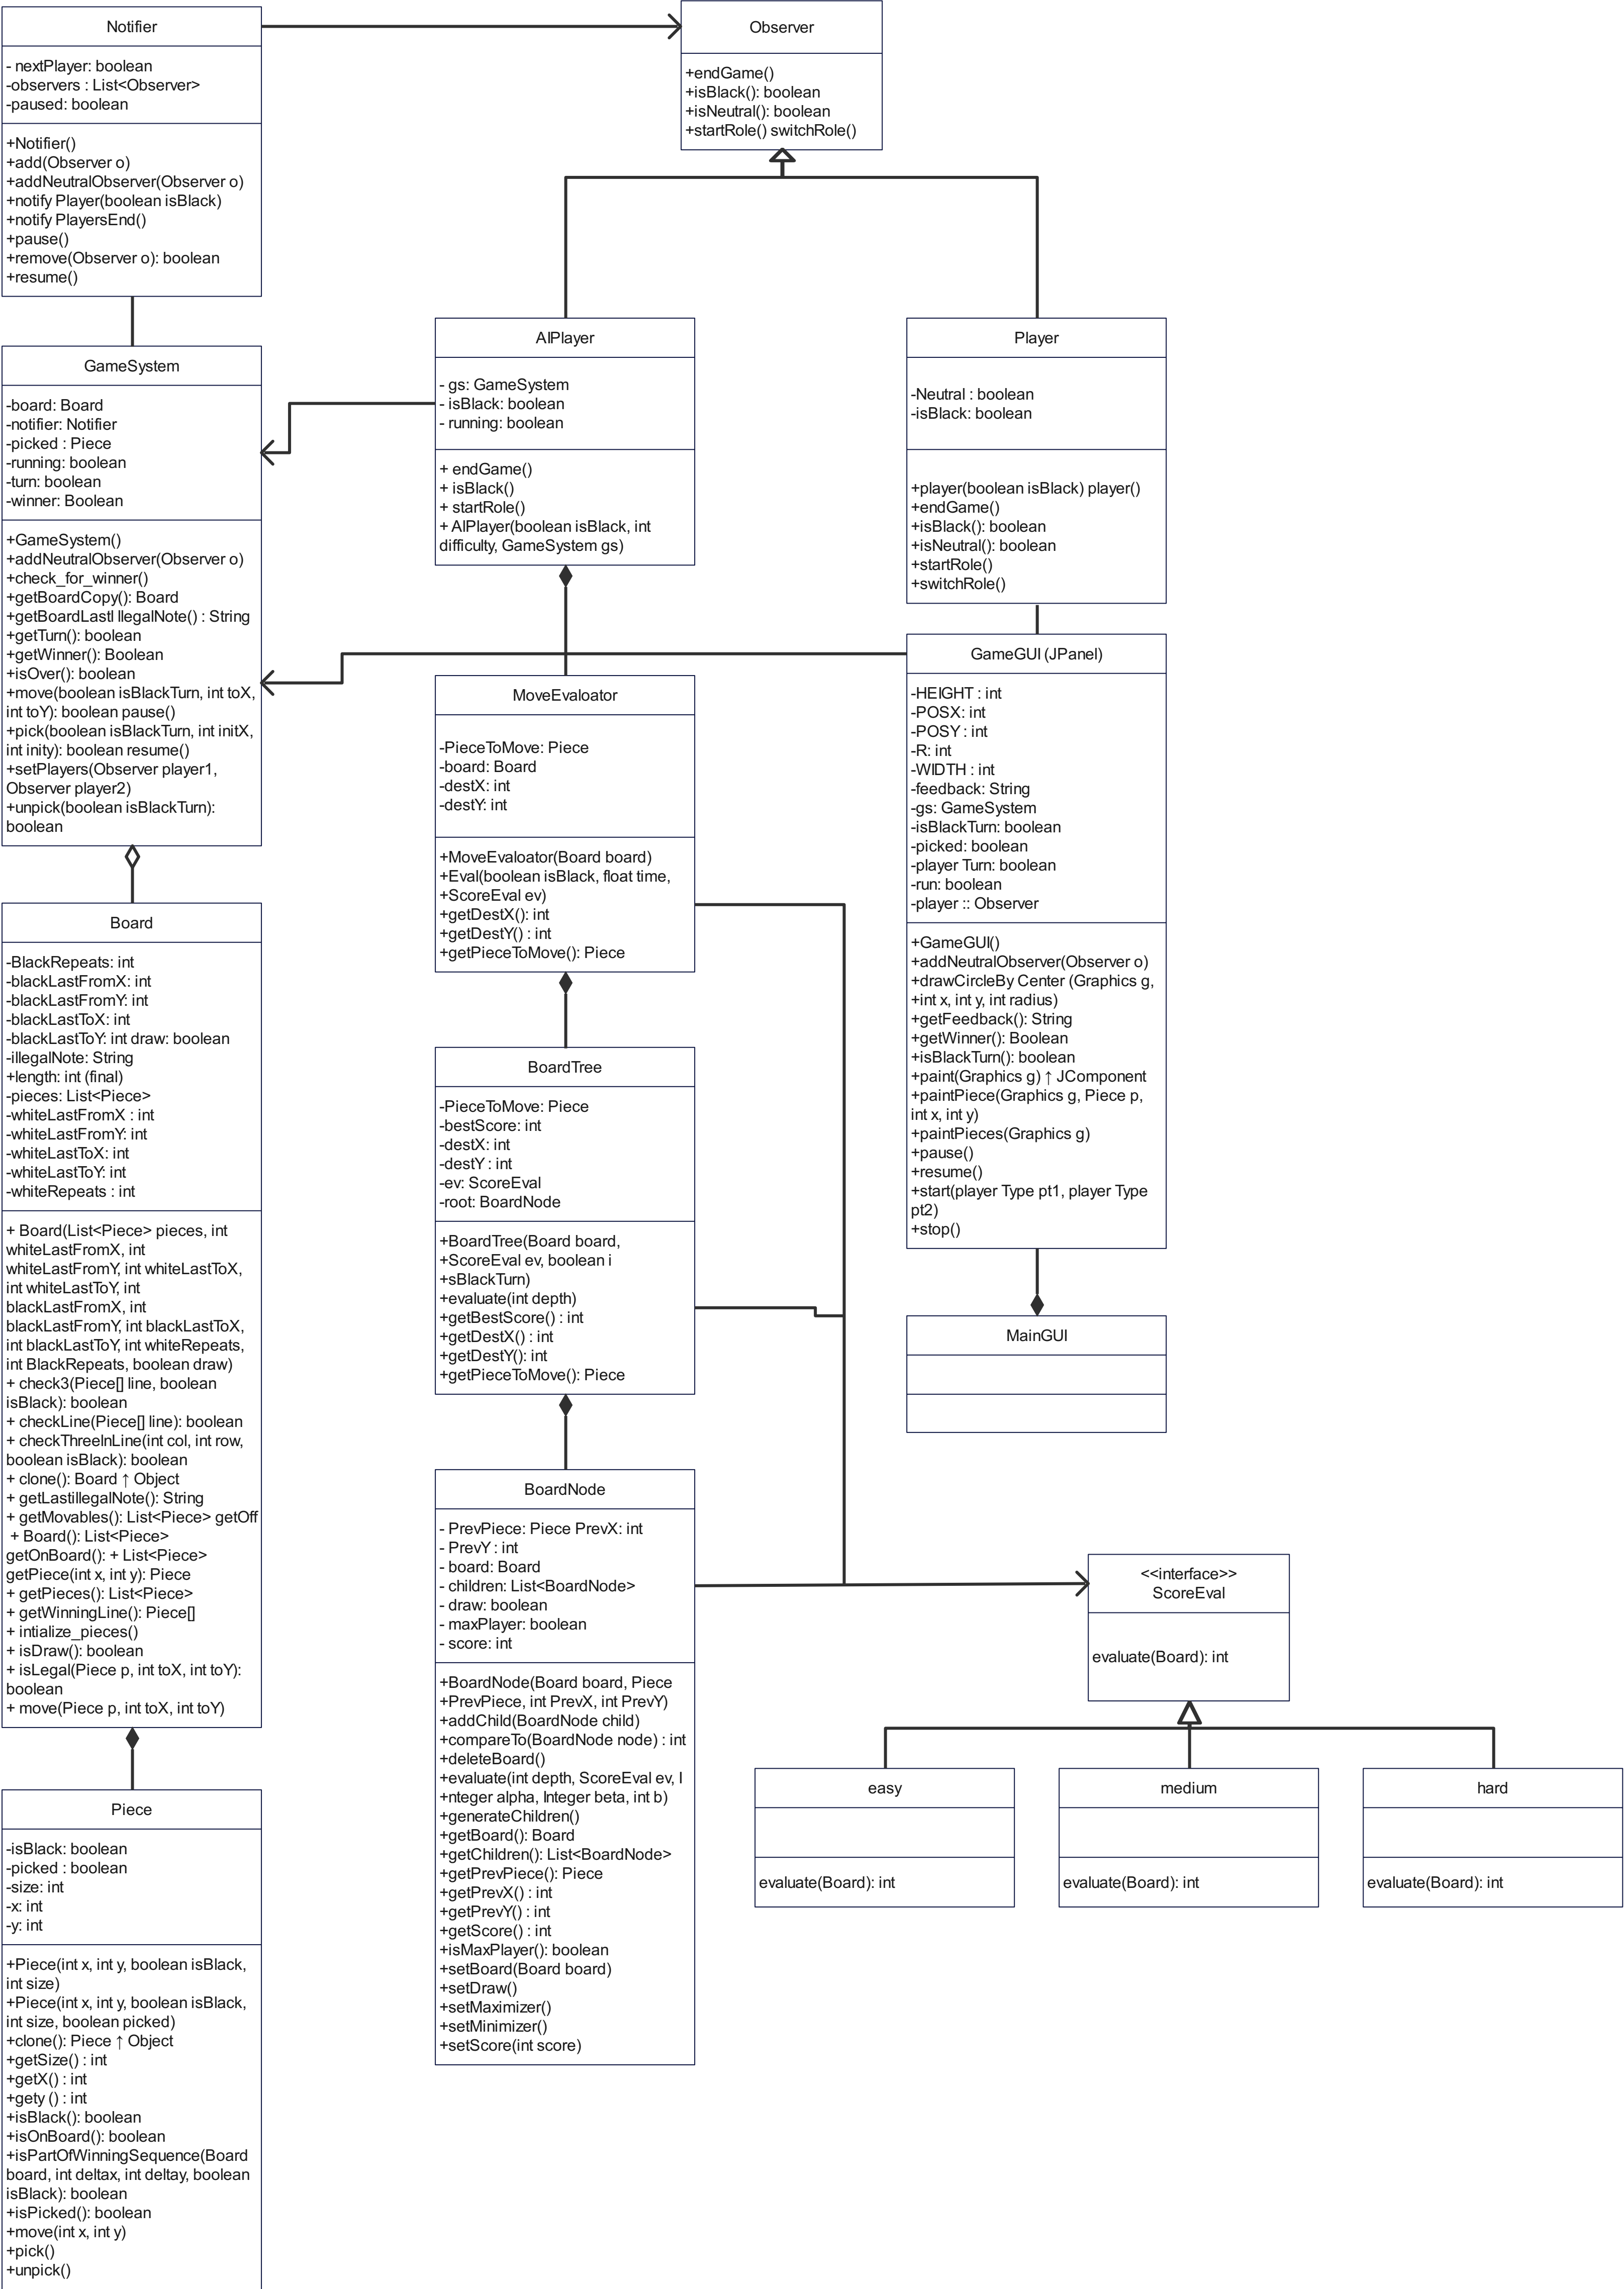 Notifier
- nextPlayer: boolean
-observers : List<Observer>
-paused: boolean
+Notifier()
+add(Observer o)
+addNeutralObserver(Observer o)
+notify Player(boolean isBlack)
+notify PlayersEnd()
+pause()
+remove(Observer o): boolean
+resume()
Observer
+endGame()
+isBlack(): boolean
+isNeutral(): boolean
+startRole() switchRole()
GameSystem
-board: Board
-notifier: Notifier
-picked : Piece
-running: boolean
-turn: boolean
-winner: Boolean
+GameSystem()
+addNeutralObserver(Observer o)
+check_for_winner()
+getBoardCopy(): Board
+getBoardLastI llegalNote() : String
+getTurn(): boolean
+getWinner(): Boolean
+isOver(): boolean
+move(boolean isBlackTurn, int toX,
int toY): boolean pause()
+pick(boolean isBlackTurn, int initX,
int inity): boolean resume()
+setPlayers(Observer player1,
Observer player2)
+unpick(boolean isBlackTurn):
boolean
AIPlayer
- gs: GameSystem
- isBlack: boolean
- running: boolean
+ endGame()
+ isBlack()
+ startRole()
+ AIPlayer(boolean isBlack, int
difficulty, GameSystem gs)
Player
-Neutral : boolean
-isBlack: boolean
+player(boolean isBlack) player()
+endGame()
+isBlack(): boolean
+isNeutral(): boolean
+startRole()
+switchRole()
MoveEvaloator
-PieceToMove: Piece
-board: Board
-destX: int
-destY: int
+MoveEvaloator(Board board)
+Eval(boolean isBlack, float time,
+ScoreEval ev)
+getDestX(): int
+getDestY() : int
+getPieceToMove(): Piece
GameGUI (JPanel)
-HEIGHT : int
-POSX: int
-POSY : int
-R: int
-WIDTH : int
-feedback: String
-gs: GameSystem
-isBlackTurn: boolean
-picked: boolean
-player Turn: boolean
-run: boolean
-player :: Observer
+GameGUI()
+addNeutralObserver(Observer o)
+drawCircleBy Center (Graphics g,
+int x, int y, int radius)
+getFeedback(): String
+getWinner(): Boolean
+isBlackTurn(): boolean
+paint(Graphics g) ↑ JComponent
+paintPiece(Graphics g, Piece p,
int x, int y)
+paintPieces(Graphics g)
+pause()
+resume()
+start(player Type pt1, player Type
pt2)
+stop()
Board
-BlackRepeats: int
-blackLastFromX: int
-blackLastFromY: int
-blackLastToX: int
-blackLastToY: int draw: boolean
-illegalNote: String
+length: int (final)
-pieces: List<Piece>
-whiteLastFromX : int
-whiteLastFromY: int
-whiteLastToX: int
-whiteLastToY: int
-whiteRepeats : int
+ Board(List<Piece> pieces, int
whiteLastFromX, int
whiteLastFromY, int whiteLastToX,
int whiteLastToY, int
blackLastFromX, int
blackLastFromY, int blackLastToX,
int blackLastToY, int whiteRepeats,
int BlackRepeats, boolean draw)
+ check3(Piece[] line, boolean
isBlack): boolean
+ checkLine(Piece[] line): boolean
+ checkThreeInLine(int col, int row,
boolean isBlack): boolean
+ clone(): Board ↑ Object
+ getLastillegalNote(): String
+ getMovables(): List<Piece> getOff
+ Board(): List<Piece>
getOnBoard(): + List<Piece>
getPiece(int x, int y): Piece
+ getPieces(): List<Piece>
+ getWinningLine(): Piece[]
+ intialize_pieces()
+ isDraw(): boolean
+ isLegal(Piece p, int toX, int toY):
boolean
+ move(Piece p, int toX, int toY)
BoardTree
-PieceToMove: Piece
-bestScore: int
-destX: int
-destY : int
-ev: ScoreEval
-root: BoardNode
+BoardTree(Board board,
+ScoreEval ev, boolean i
+sBlackTurn)
+evaluate(int depth)
+getBestScore() : int
+getDestX() : int
+getDestY(): int
+getPieceToMove(): Piece
MainGUI
BoardNode
- PrevPiece: Piece PrevX: int
- PrevY : int
- board: Board
- children: List<BoardNode>
- draw: boolean
- maxPlayer: boolean
- score: int
+BoardNode(Board board, Piece
+PrevPiece, int PrevX, int PrevY)
+addChild(BoardNode child)
+compareTo(BoardNode node) : int
+deleteBoard()
+evaluate(int depth, ScoreEval ev, I
+nteger alpha, Integer beta, int b)
+generateChildren()
+getBoard(): Board
+getChildren(): List<BoardNode>
+getPrevPiece(): Piece
+getPrevX() : int
+getPrevY() : int
+getScore() : int
+isMaxPlayer(): boolean
+setBoard(Board board)
+setDraw()
+setMaximizer()
+setMinimizer()
+setScore(int score)
<<interface>>
ScoreEval
evaluate(Board): int
easy
evaluate(Board): int
medium
evaluate(Board): int
hard
evaluate(Board): int
Piece
-isBlack: boolean
-picked : boolean
-size: int
-x: int
-y: int
+Piece(int x, int y, boolean isBlack,
int size)
+Piece(int x, int y, boolean isBlack,
int size, boolean picked)
+clone(): Piece ↑ Object
+getSize() : int
+getX() : int
+gety () : int
+isBlack(): boolean
+isOnBoard(): boolean
+isPartOfWinningSequence(Board
board, int deltax, int deltay, boolean
isBlack): boolean
+isPicked(): boolean
+move(int x, int y)
+pick()
+unpick()